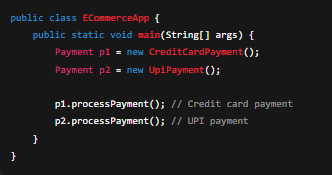 public class ECommerceApp {
    public static void main(String[] args) {
        Payment p1 = new CreditCardPayment();
        Payment p2 = new UpiPayment();

        p1.processPayment(); // Credit card payment
        p2.processPayment(); // UPI payment
    }
}